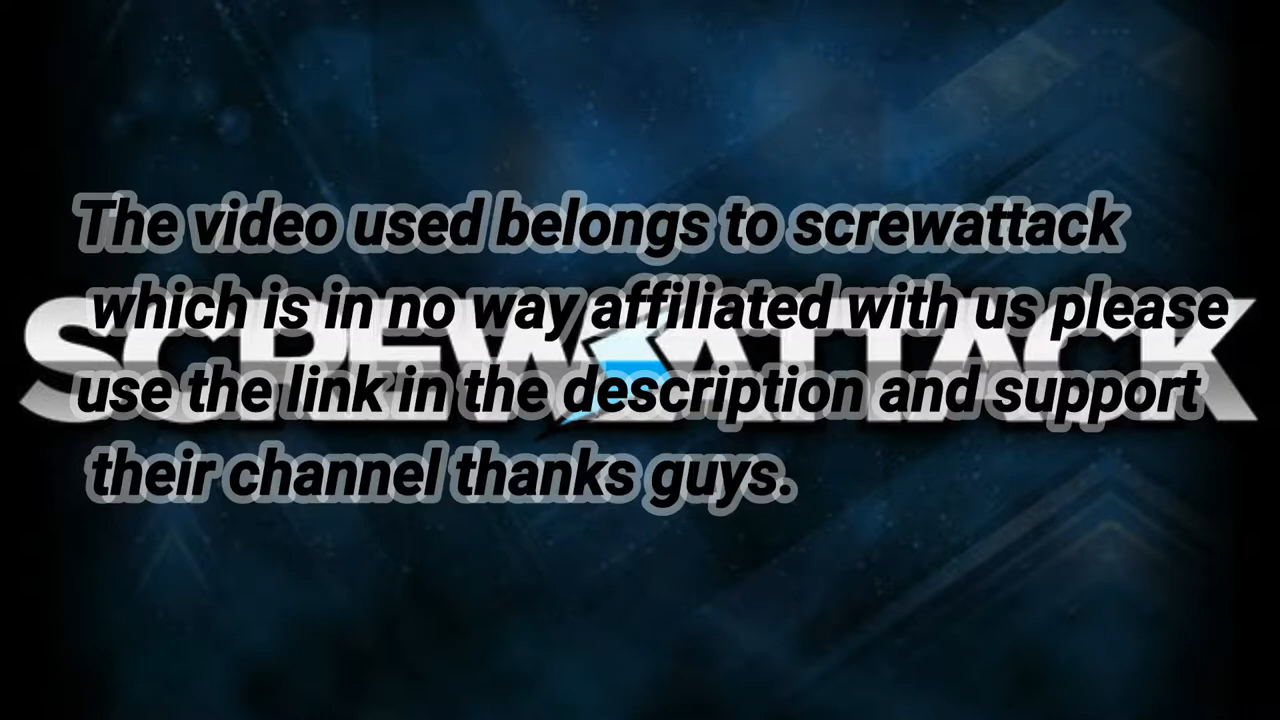 The video used belongs to screwattack
which is in no way affiliated with us please
use the link in the description and support
their channel thanks guys.
SCREWATTACK